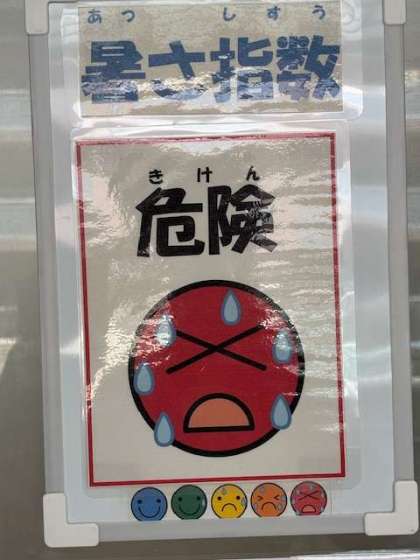 あつ しすう
暑さ指数
きけん
危険